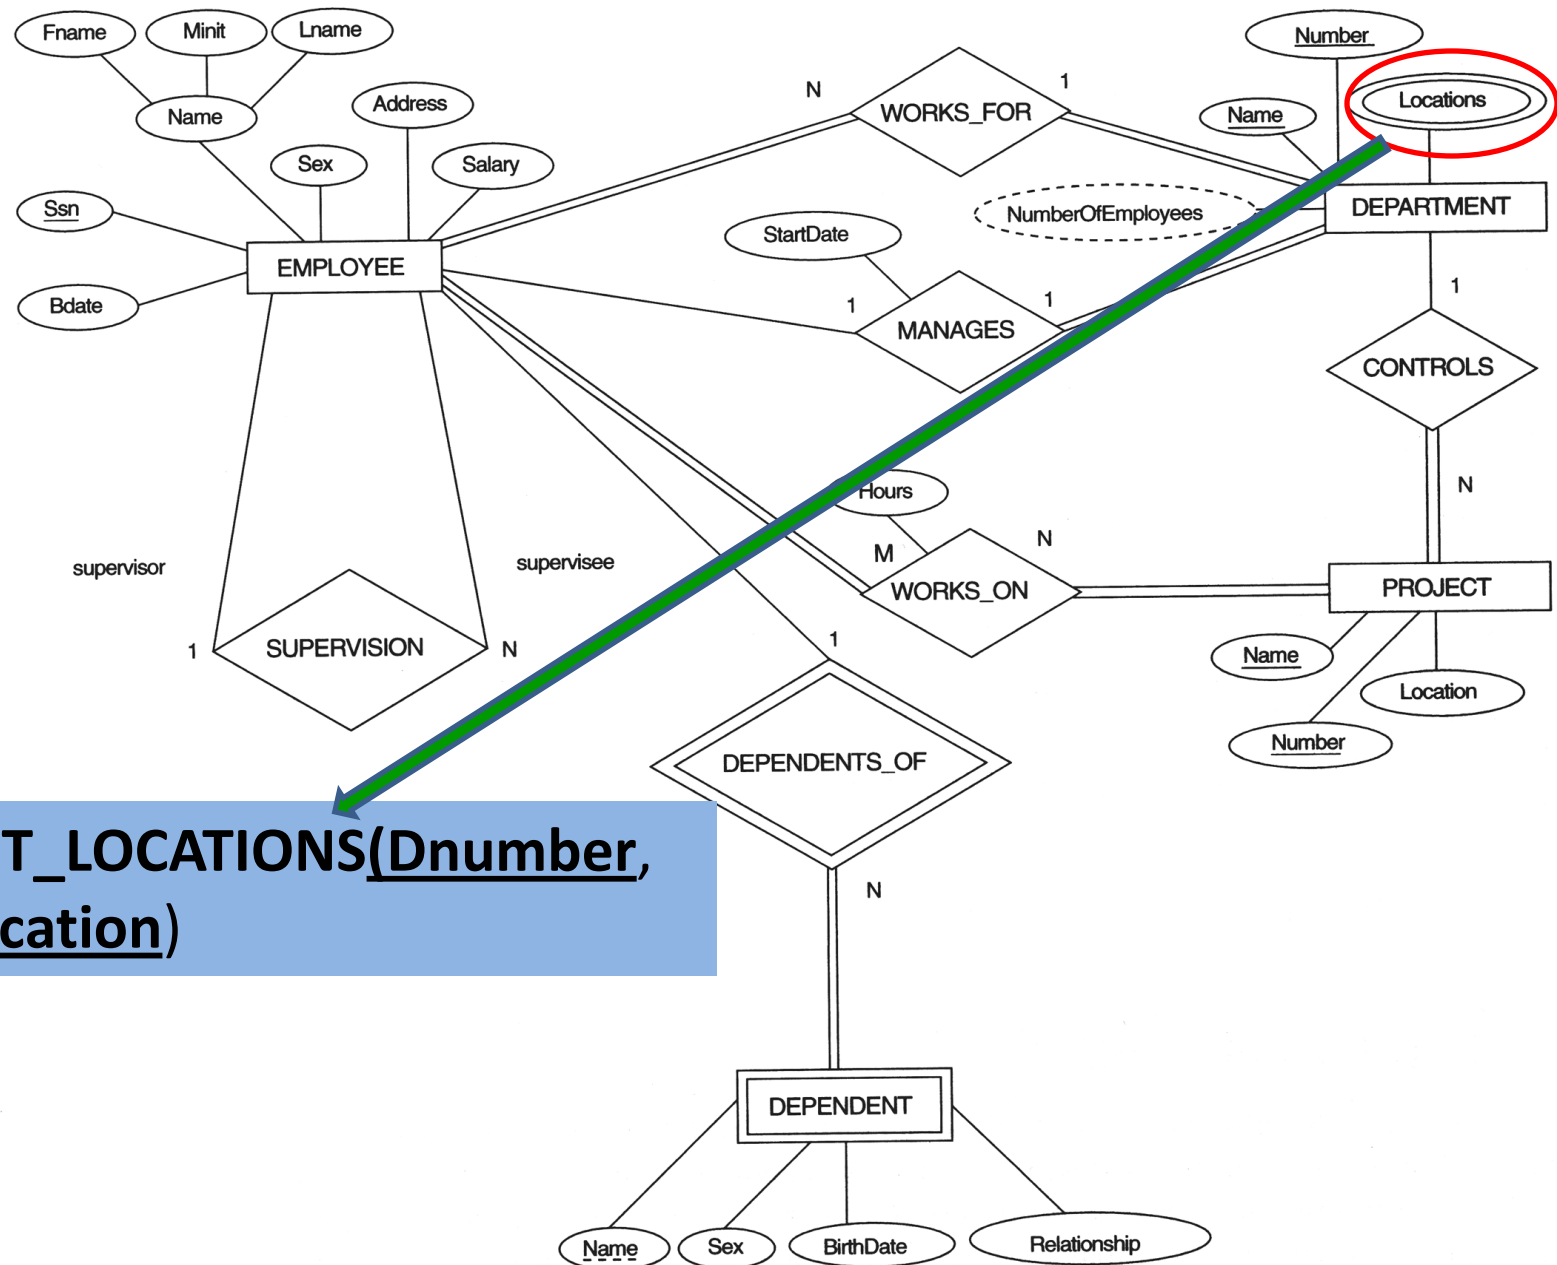 Fname
Minit
Lname
Number
Locations
Name
Address
N
WORKS_FOR
1
Name
Sex
Salary
Ssn
NumberOfEmployees
DEPARTMENT
StartDate
EMPLOYEE
Bdate
1
MANAGES
1
1
CONTROLS
Hours
N
supervisor
supervisee
M
N
WORKS_ON
PROJECT
1
SUPERVISION
N
1
Name
Location
Number
DEPENDENTS_OF
T_LOCATIONS(Dnumber,
cation)
N
DEPENDENT
Name
Sex
BirthDate
Relationship